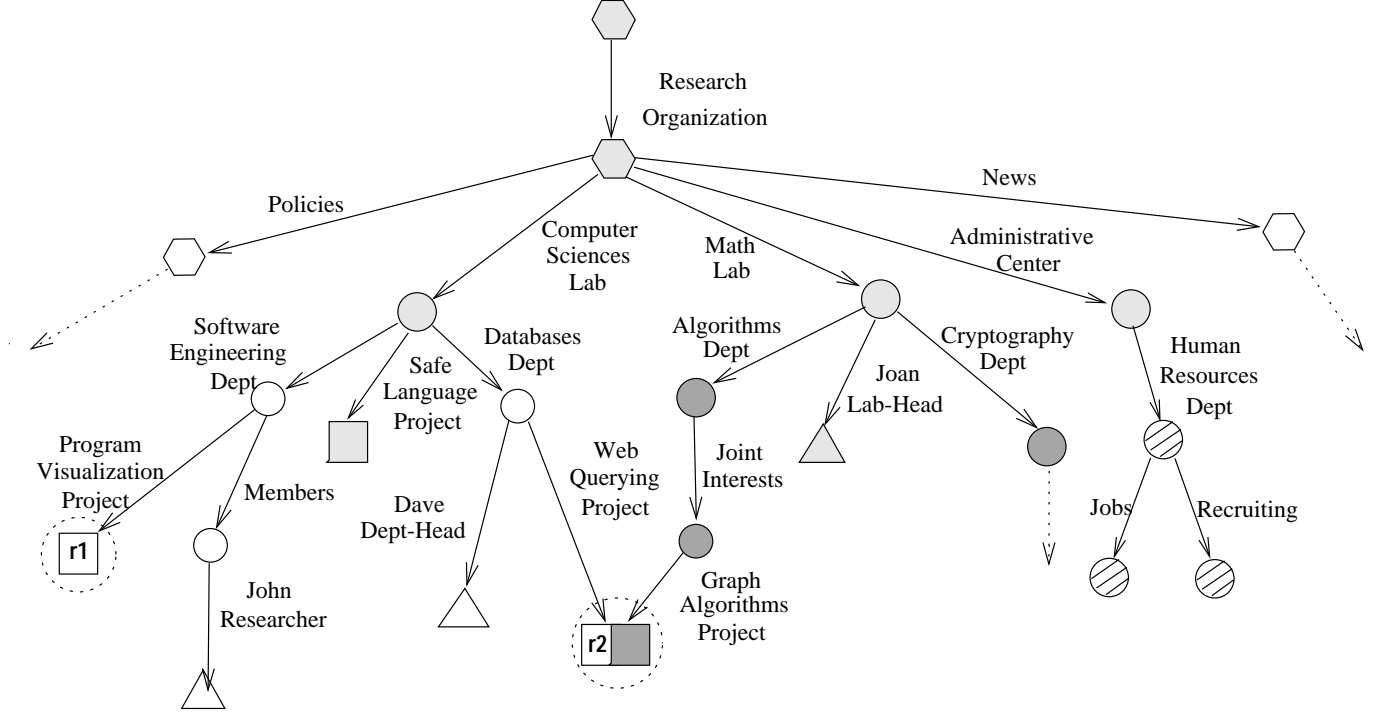 Research
Organization
News
Policies
Computer
Sciences
Lab
Math
Lab
Administrative
Center
Software
Engineering
Dept
Safe
Language
Project
Databases
Dept
Algorithms
Dept
Joan
Lab-Head
Cryptography
Dept
Human
Resources
Dept
Program
Visualization
Project
Members
Dave
Dept-Head
Web
Querying
Project
Joint
Interests
Jobs
Recruiting
r1
John
Researcher
Graph
Algorithms
Project
r2